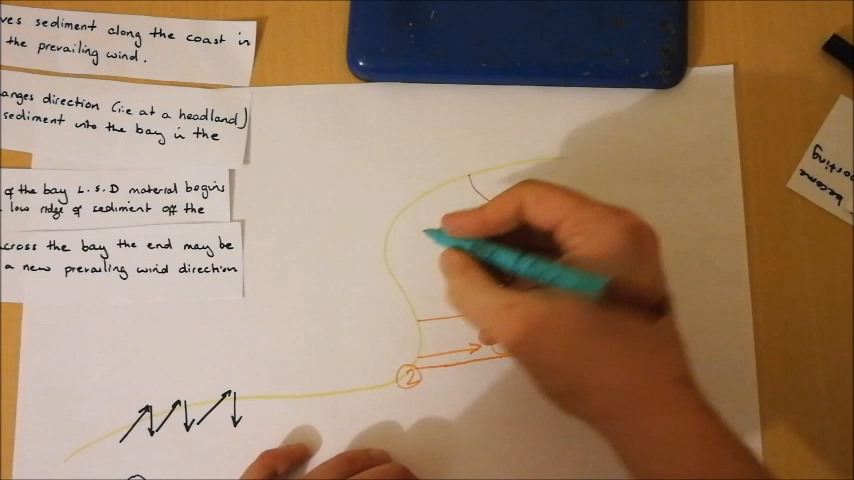 ves sediment along the coast in
the prevailing wind.
anges direction (i.e at a headland)
sediment into the bay in the
of the bay L.S.D material begins
low ridge of sediment off the
across the bay the end may be
a new prevailing wind direction
become
2